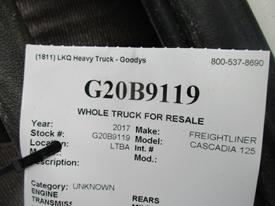 (1811) LKQ Heavy Truck - Goodys 800-537-8690
G20B9119
WHOLE TRUCK FOR RESALE
Year: 2017 Make: FREIGHTLINER
Stock #: G20B9119 Model: CASCADIA 125
Location: LTBA Int. #
Mod.:
Description:
Category: UNKNOWN
ENGINE REARS
TRANSMISS